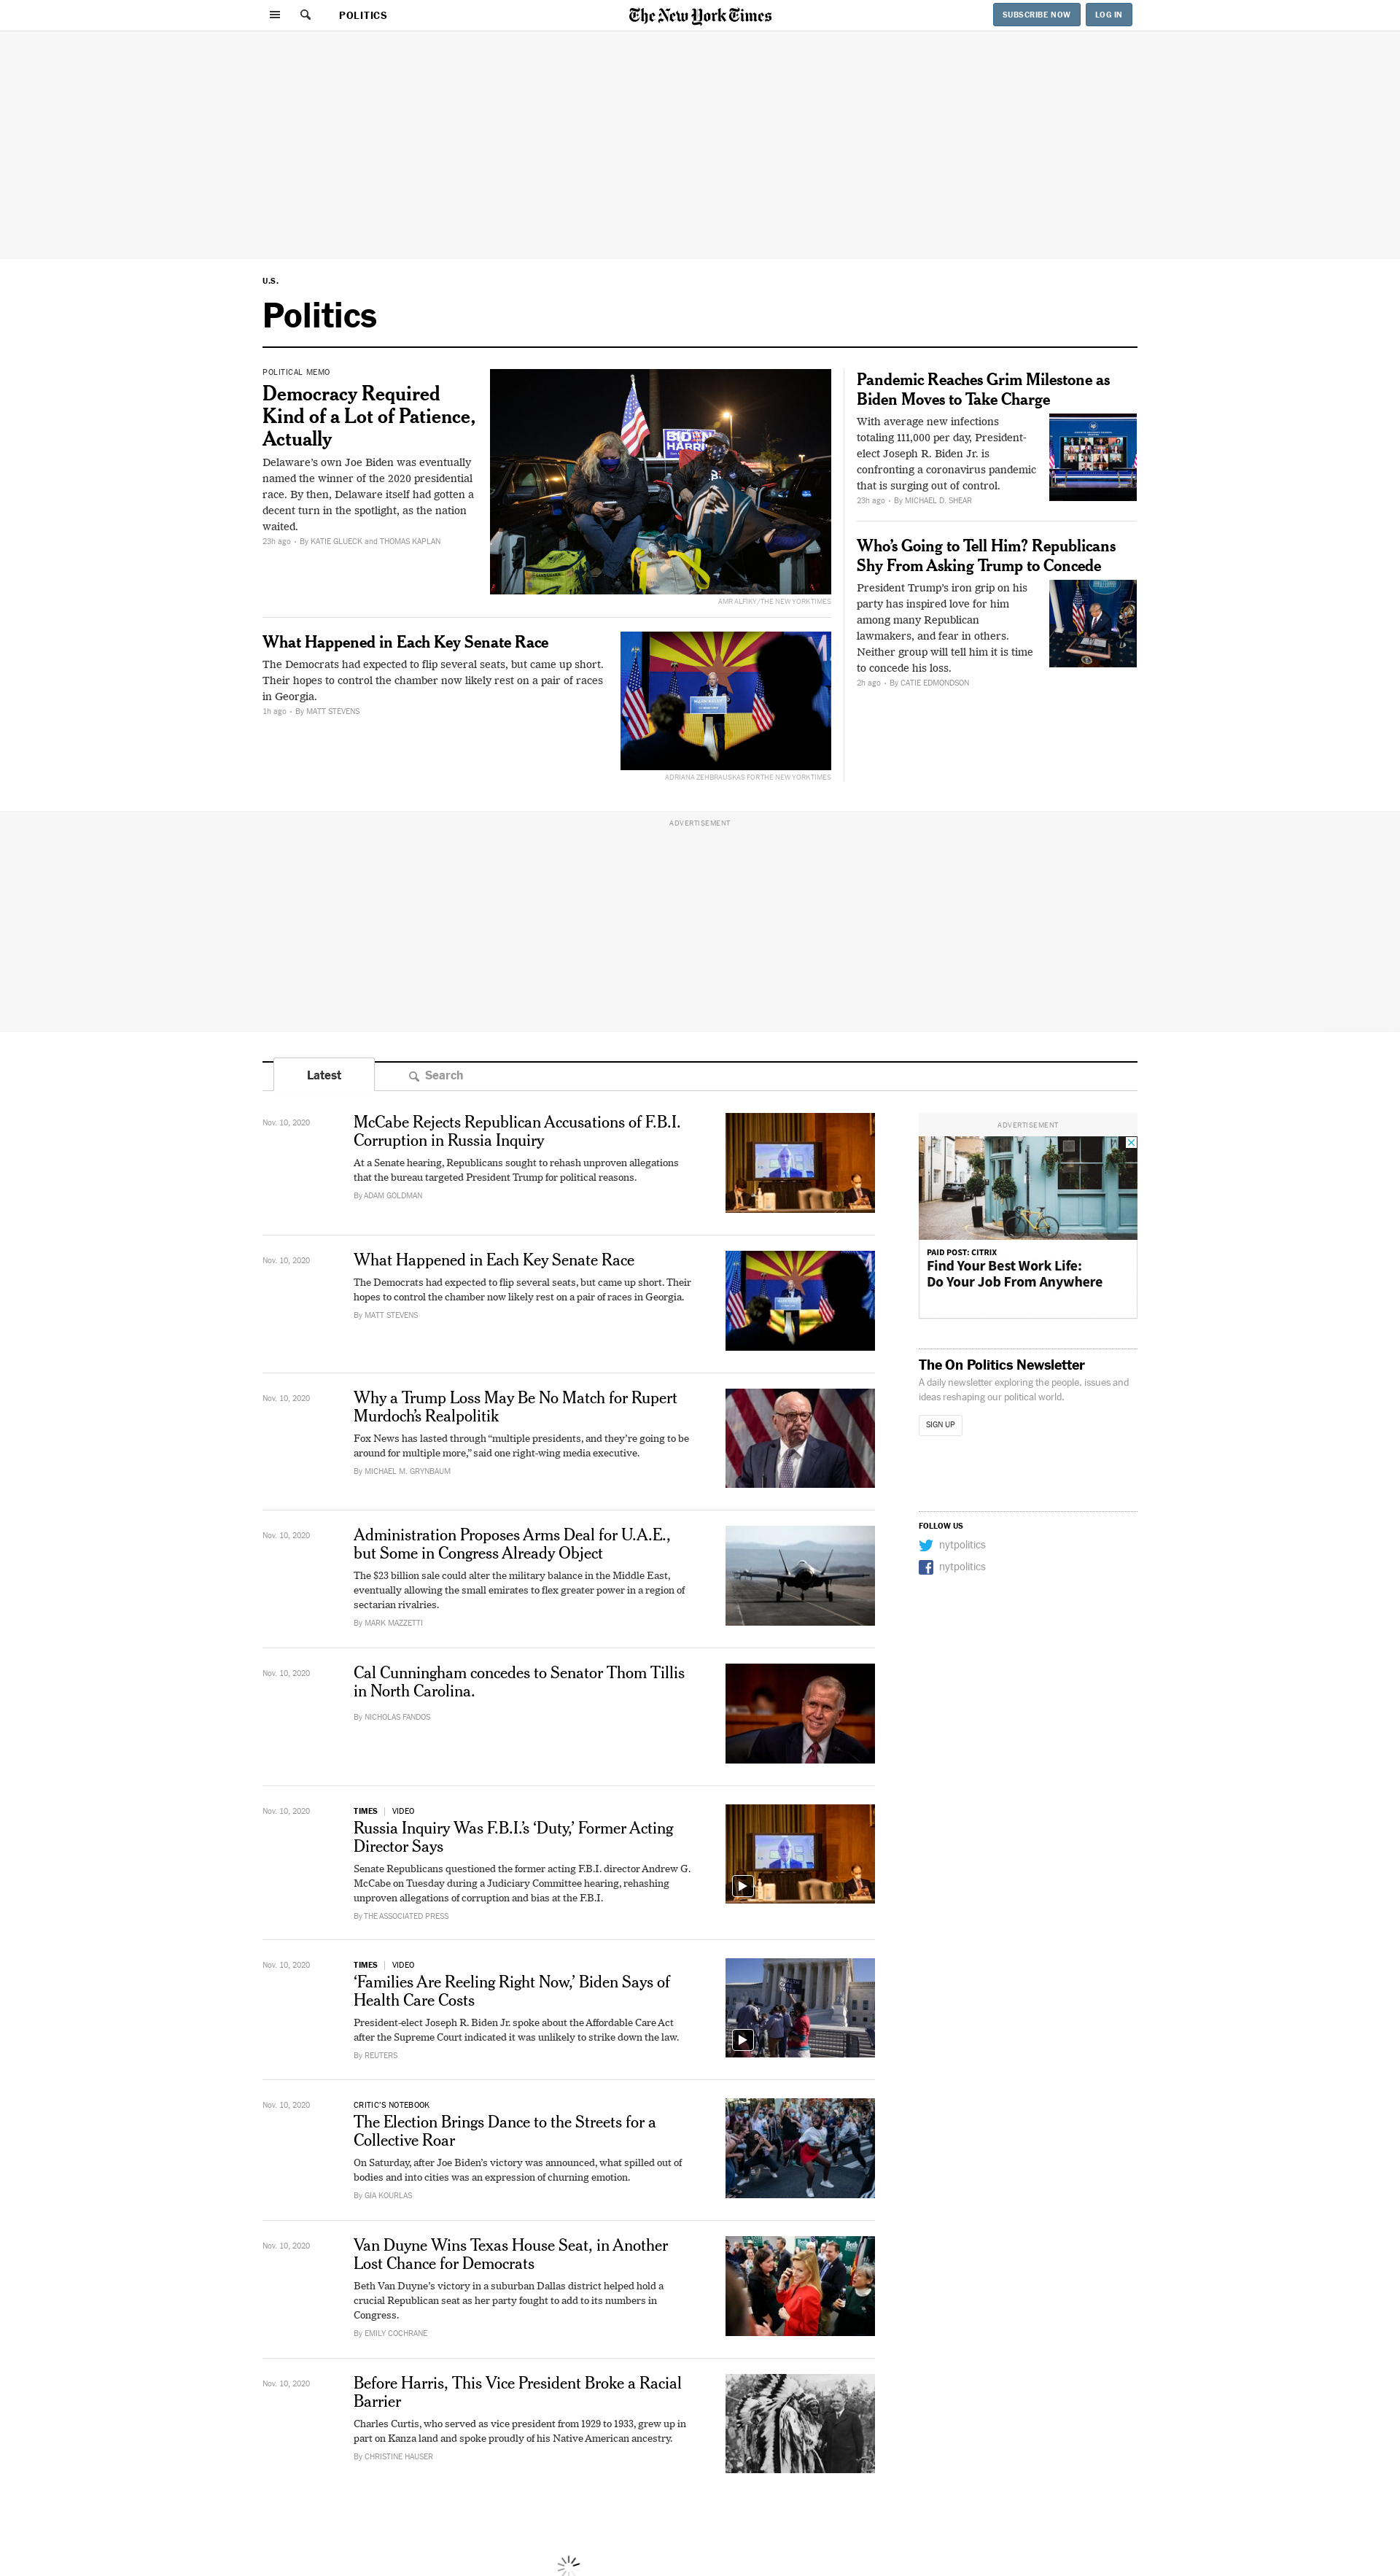 POLITICS
The New York Times
SUBSCRIBE NOW
LOG IN
U.S.
Politics
POLITICAL MEMO
Democracy Required
Kind of a Lot of Patience,
Actually
Delaware’s own Joe Biden was eventually
named the winner of the 2020 presidential
race. By then, Delaware itself had gotten a
decent turn in the spotlight, as the nation
waited.
23h ago • By KATIE GLUECK and THOMAS KAPLAN
BIDEN
HARRIS
AMR ALFIKY/THE NEW YORK TIMES
What Happened in Each Key Senate Race
The Democrats had expected to flip several seats, but came up short.
Their hopes to control the chamber now likely rest on a pair of races
in Georgia.
1h ago • By MATT STEVENS
ADRIANA ZEHBRAUSKAS FOR THE NEW YORK TIMES
Pandemic Reaches Grim Milestone as
Biden Moves to Take Charge
With average new infections
totaling 111,000 per day, President-
elect Joseph R. Biden Jr. is
confronting a coronavirus pandemic
that is surging out of control.
23h ago • By MICHAEL D. SHEAR
Who’s Going to Tell Him? Republicans
Shy From Asking Trump to Concede
President Trump’s iron grip on his
party has inspired love for him
among many Republican
lawmakers, and fear in others.
Neither group will tell him it is time
to concede his loss.
2h ago • By CATIE EDMONDSON
ADVERTISEMENT
Latest
Search
Nov. 10, 2020
McCabe Rejects Republican Accusations of F.B.I.
Corruption in Russia Inquiry
At a Senate hearing, Republicans sought to rehash unproven allegations
that the bureau targeted President Trump for political reasons.
By ADAM GOLDMAN
Nov. 10, 2020
What Happened in Each Key Senate Race
The Democrats had expected to flip several seats, but came up short. Their
hopes to control the chamber now likely rest on a pair of races in Georgia.
By MATT STEVENS
Nov. 10, 2020
Why a Trump Loss May Be No Match for Rupert
Murdoch’s Realpolitik
Fox News has lasted through “multiple presidents, and they’re going to be
around for multiple more,” said one right-wing media executive.
By MICHAEL M. GRYNBAUM
Nov. 10, 2020
Administration Proposes Arms Deal for U.A.E.,
but Some in Congress Already Object
The $23 billion sale could alter the military balance in the Middle East,
eventually allowing the small emirates to flex greater power in a region of
sectarian rivalries.
By MARK MAZZETTI
Nov. 10, 2020
Cal Cunningham concedes to Senator Thom Tillis
in North Carolina.
By NICHOLAS FANDOS
Nov. 10, 2020
TIMES | VIDEO
Russia Inquiry Was F.B.I.’s ‘Duty,’ Former Acting
Director Says
Senate Republicans questioned the former acting F.B.I. director Andrew G.
McCabe on Tuesday during a Judiciary Committee hearing, rehashing
unproven allegations of corruption and bias at the F.B.I.
By THE ASSOCIATED PRESS
Nov. 10, 2020
TIMES | VIDEO
‘Families Are Reeling Right Now,’ Biden Says of
Health Care Costs
President-elect Joseph R. Biden Jr. spoke about the Affordable Care Act
after the Supreme Court indicated it was unlikely to strike down the law.
By REUTERS
Nov. 10, 2020
CRITIC’S NOTEBOOK
The Election Brings Dance to the Streets for a
Collective Roar
On Saturday, after Joe Biden’s victory was announced, what spilled out of
bodies and into cities was an expression of churning emotion.
By GIA KOURLAS
Nov. 10, 2020
Van Duyne Wins Texas House Seat, in Another
Lost Chance for Democrats
Beth Van Duyne’s victory in a suburban Dallas district helped hold a
crucial Republican seat as her party fought to add to its numbers in
Congress.
By EMILY COCHRANE
Nov. 10, 2020
Before Harris, This Vice President Broke a Racial
Barrier
Charles Curtis, who served as vice president from 1929 to 1933, grew up in
part on Kanza land and spoke proudly of his Native American ancestry.
By CHRISTINE HAUSER
ADVERTISEMENT
PAID POST: CITRIX
Find Your Best Work Life:
Do Your Job From Anywhere
The On Politics Newsletter
A daily newsletter exploring the people, issues and
ideas reshaping our political world.
SIGN UP
FOLLOW US
nytpolitics
nytpolitics